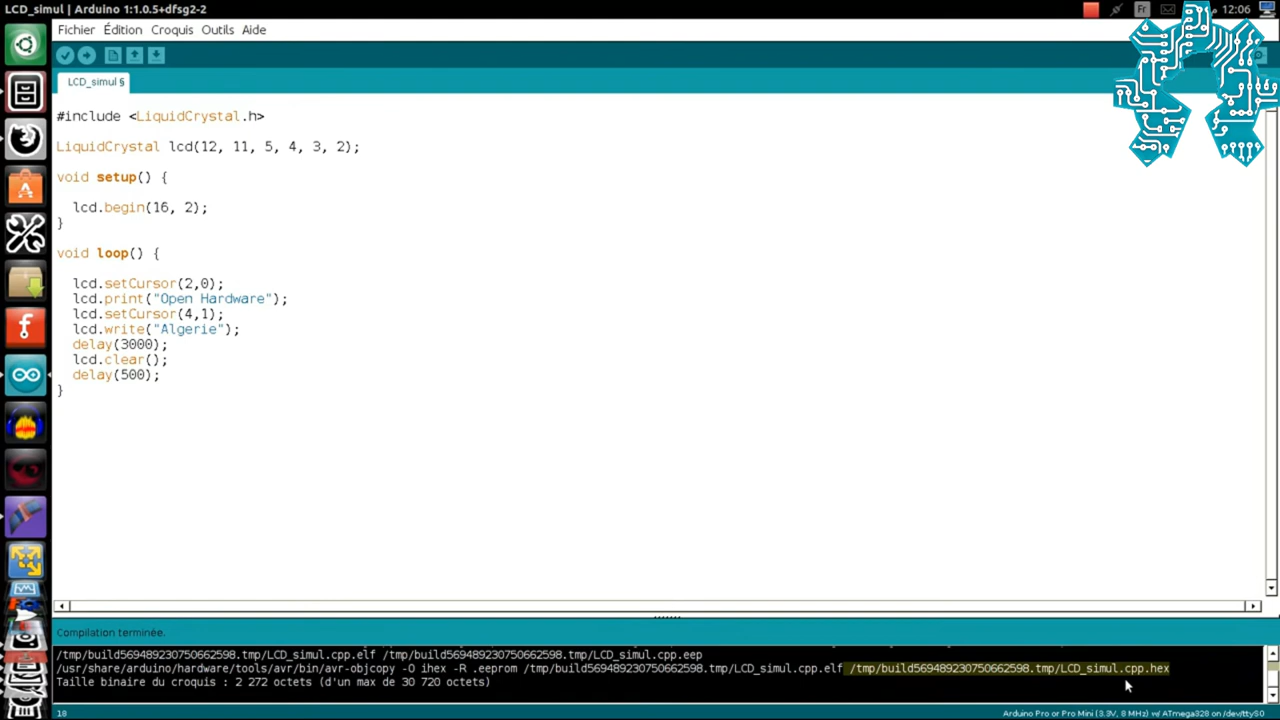 LCD_simul | Arduino 1:1.0.5+dfsg2-2
Fr
12:06
Fichier Édition Croquis Outils Aide
LCD_simul §
#include <LiquidCrystal.h>
LiquidCrystal lcd(12, 11, 5, 4, 3, 2);
void setup() {
lcd.begin(16, 2);
}
void loop() {
lcd.setCursor(2,0);
lcd.print("Open Hardware");
lcd.setCursor(4,1);
lcd.write("Algerie");
delay(3000);
lcd.clear();
delay(500);
}
Compilation terminée.
/tmp/build5694892307506​62598.tmp/LCD_simul.cpp.elf /tmp/build569489230750662598.tmp/LCD_simul.cpp.eep
/usr/share/arduino/hardware/tools/avr/bin/avr-objcopy -O ihex -R .eeprom /tmp/build569489230750662598.tmp/LCD_simul.cpp.elf /tmp/build569489230750662598.tmp/LCD_simul.cpp.hex
Taille binaire du croquis : 2 272 octets (d'un max de 30 720 octets)
18
Arduino Pro or Pro Mini (3.3V, 8 MHz) w/ ATmega328 on /dev/ttyS0